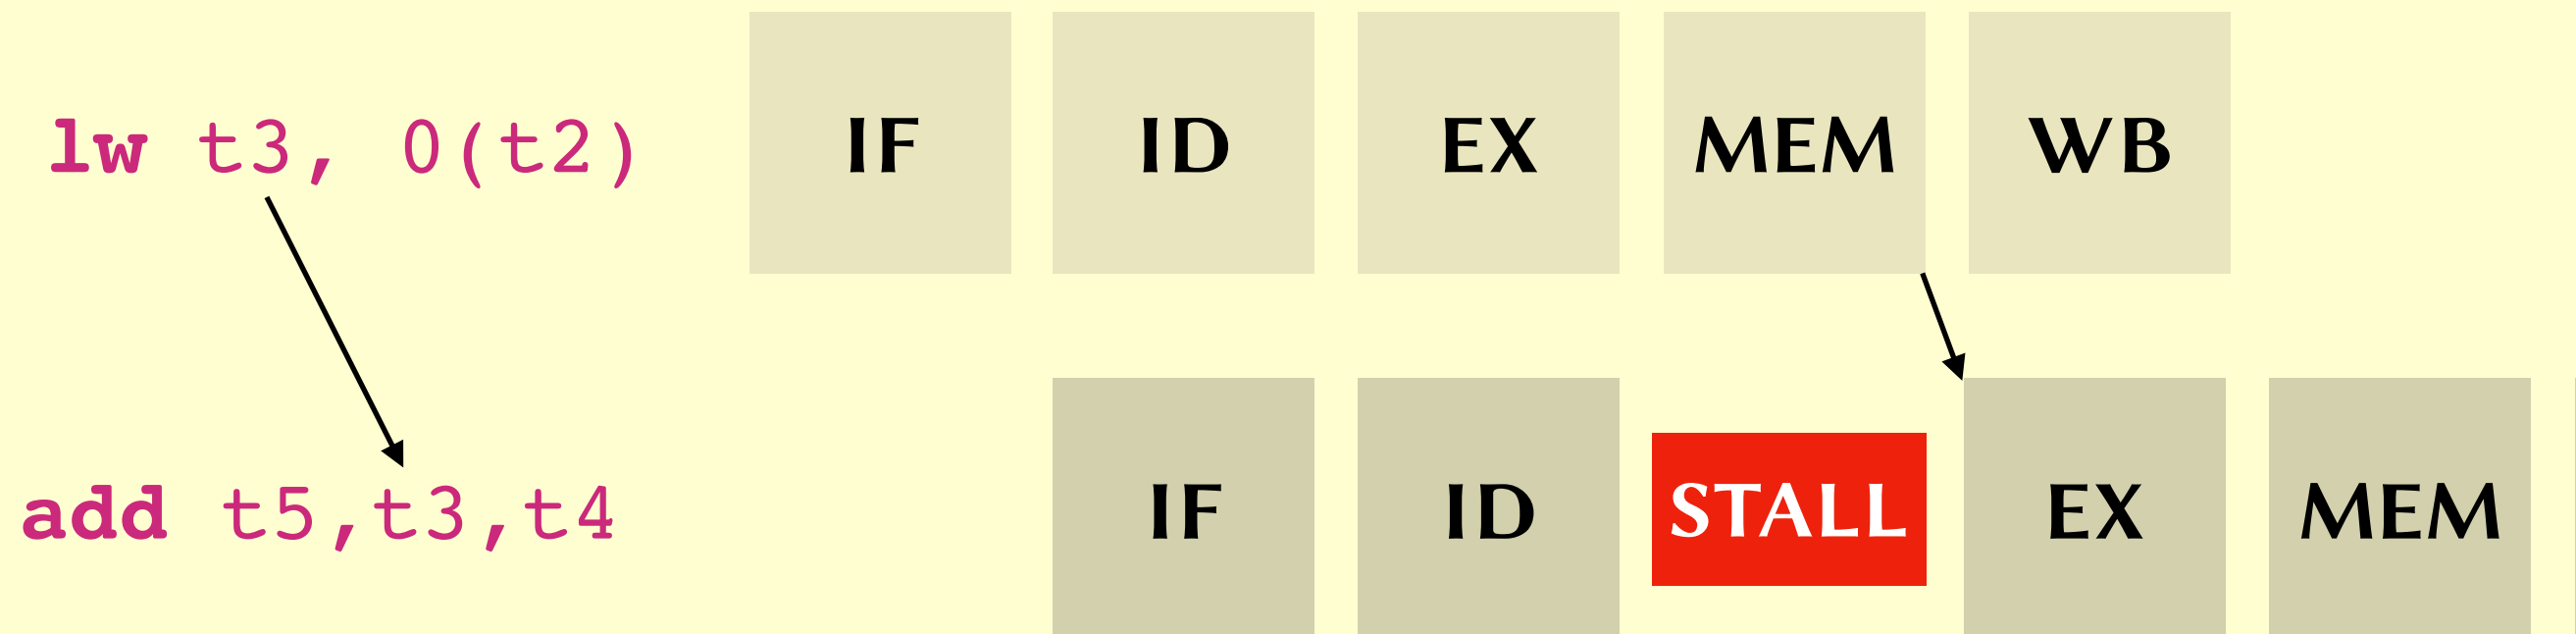 lw t3, 0(t2) IF ID EX MEM WB
add t5,t3,t4 IF ID STALL EX MEM